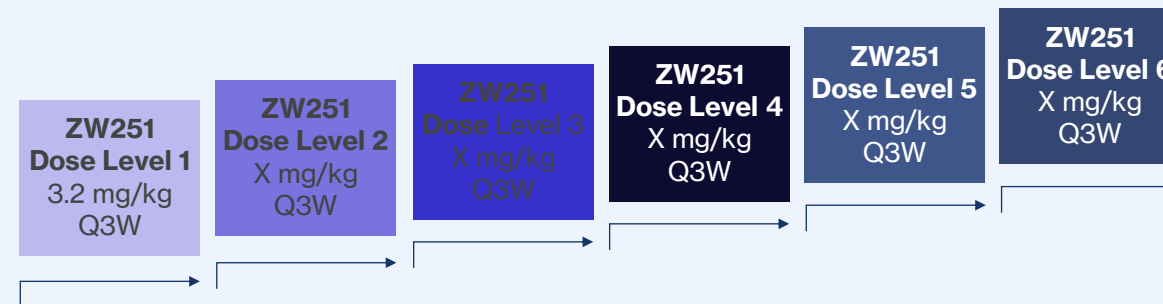 ZW251
Dose Level 1
3.2 mg/kg
Q3W
ZW251
Dose Level 2
X mg/kg
Q3W
ZW251
Dose Level 3
X mg/kg
Q3W
ZW251
Dose Level 4
X mg/kg
Q3W
ZW251
Dose Level 5
X mg/kg
Q3W
ZW251
Dose Level 6
X mg/kg
Q3W